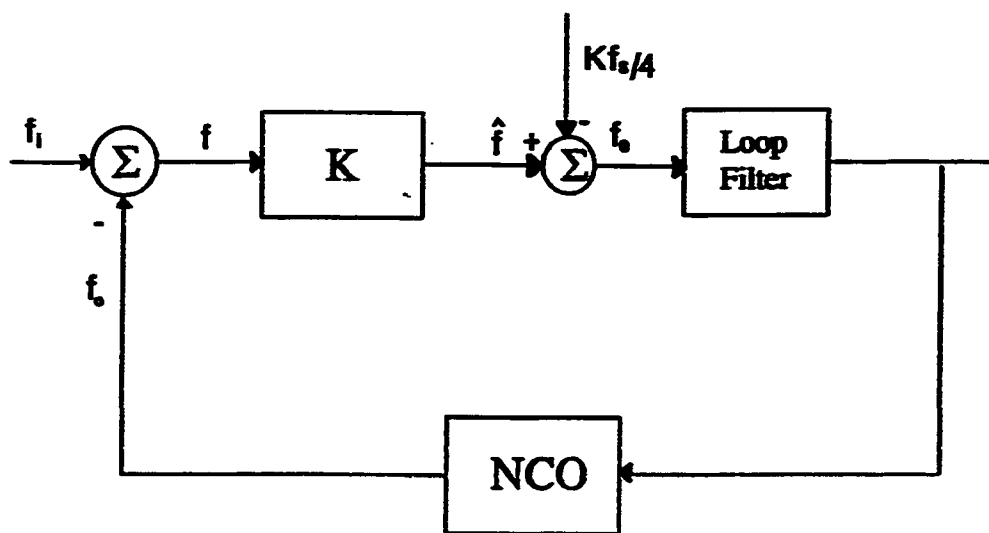 Kfₛ/4
fᵢ
Σ
f
K
f̂
+
-
Σ
fₑ
Loop
Filter
-
fₒ
NCO